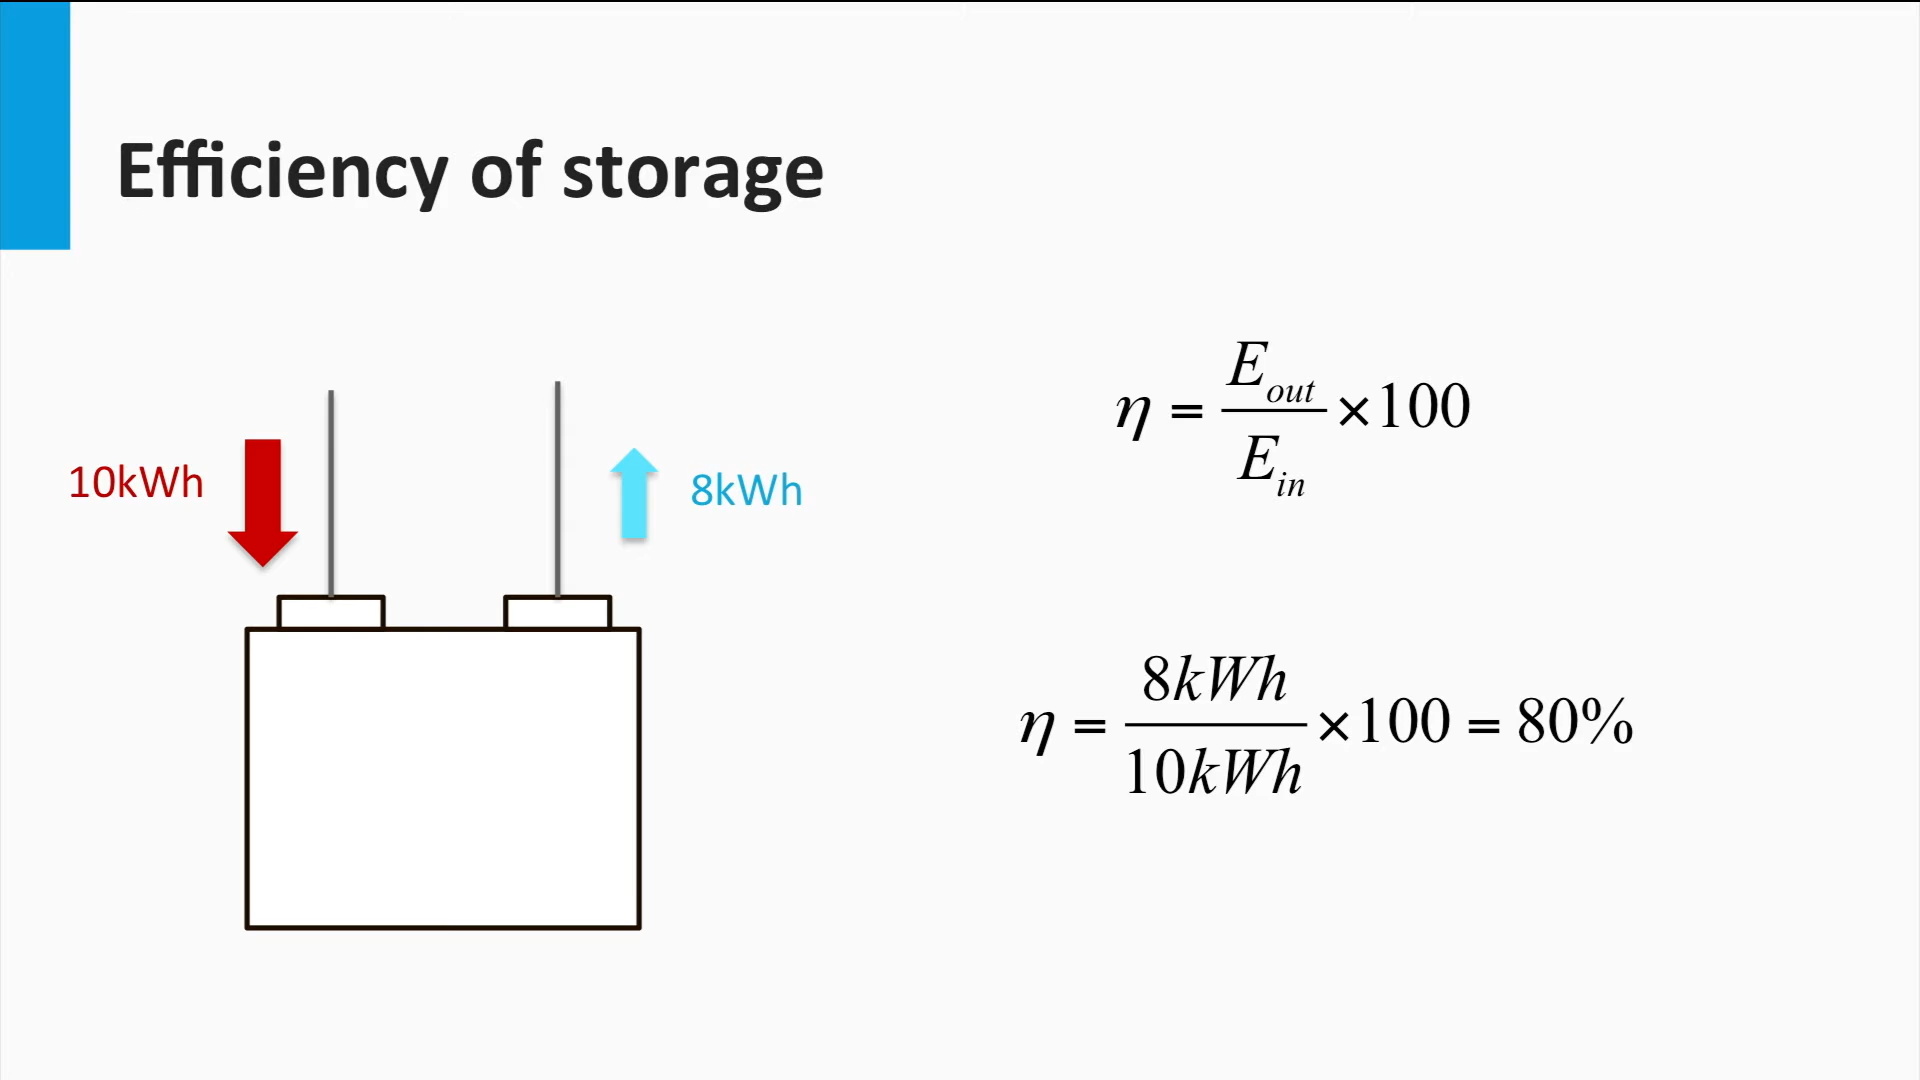 Efficiency of storage
10kWh
8kWh
η = E_out / E_in × 100
η = 8kWh / 10kWh × 100 = 80%